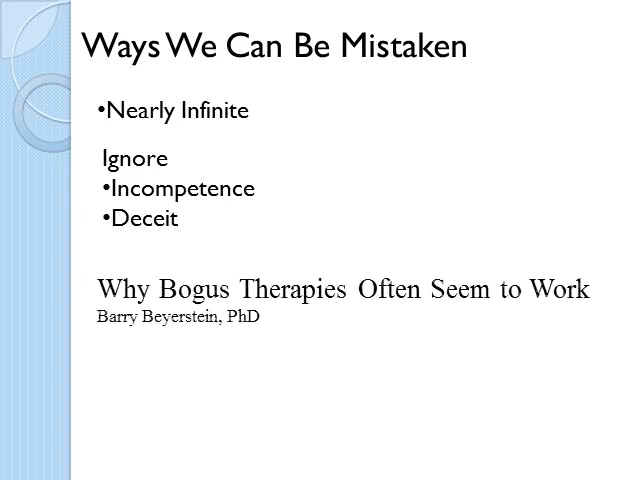 Ways We Can Be Mistaken
•Nearly Infinite
Ignore
•Incompetence
•Deceit
Why Bogus Therapies Often Seem to Work
Barry Beyerstein, PhD